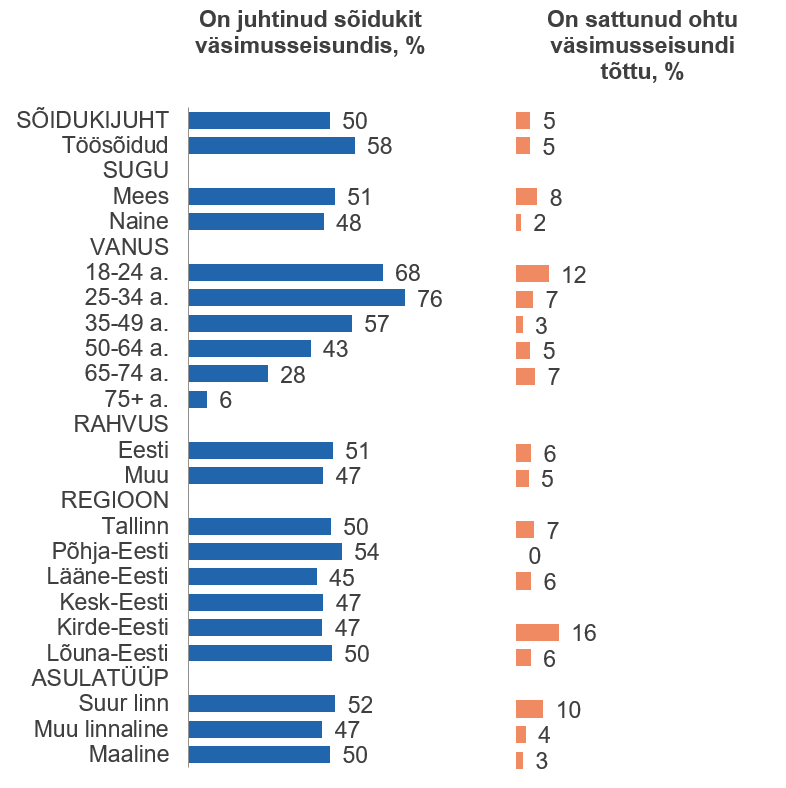 On juhtinud sõidukit
väsimusseisundis, %
On sattunud ohtu
väsimusseisundi
tõttu, %
SÕIDUKIJUHT 50 5
Töösõidud 58 5
SUGU
Mees 51 8
Naine 48 2
VANUS
18-24 a. 68 12
25-34 a. 76 7
35-49 a. 57 3
50-64 a. 43 5
65-74 a. 28 7
75+ a. 6
RAHVUS
Eesti 51 6
Muu 47 5
REGIOON
Tallinn 50 7
Põhja-Eesti 54 0
Lääne-Eesti 45 6
Kesk-Eesti 47
Kirde-Eesti 47 16
Lõuna-Eesti 50 6
ASULATÜÜP
Suur linn 52 10
Muu linnaline 47 4
Maaline 50 3